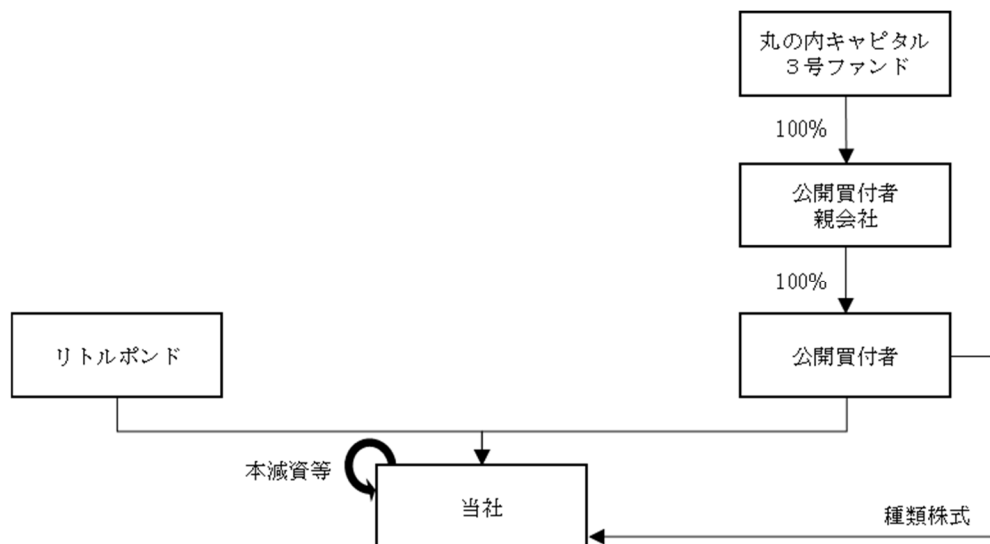 丸の内キャピタル
3号ファンド
100%
公開買付者
親会社
100%
リトルポンド
公開買付者
本減資等
当社
種類株式